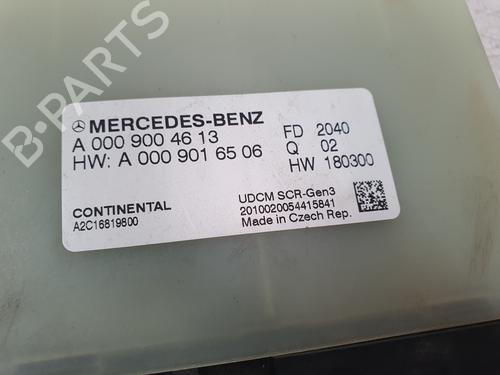 B-PARTS
MERCEDES-BENZ
A 000 900 46 13
HW: A 000 901 65 06
FD 2040
Q 02
HW 180300
CONTINENTAL
A2C16819800
UDCM SCR-Gen3
2010020054415841
Made in Czech Rep.